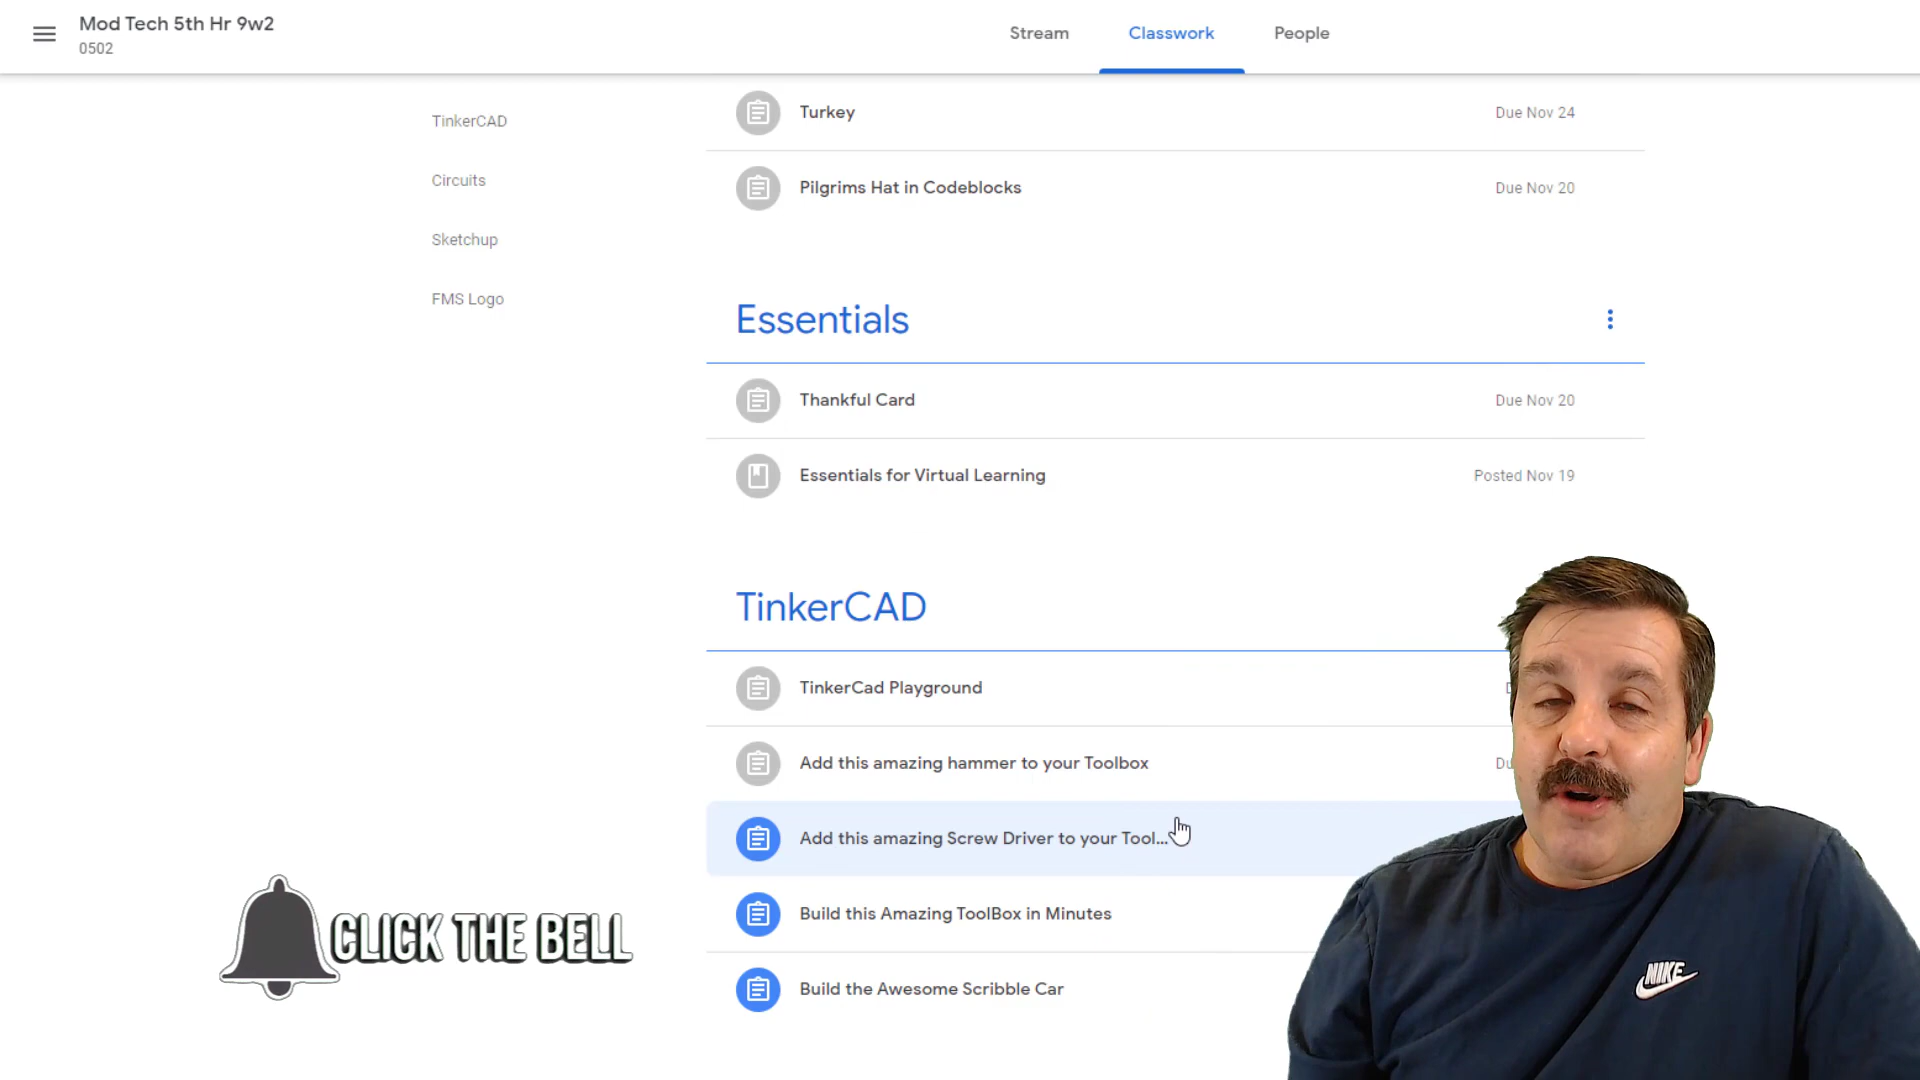 Mod Tech 5th Hr 9w2
0502
Stream
Classwork
People
TinkerCAD
Circuits
Sketchup
FMS Logo
Turkey
Due Nov 24
Pilgrims Hat in Codeblocks
Due Nov 20
Essentials
Thankful Card
Due Nov 20
Essentials for Virtual Learning
Posted Nov 19
TinkerCAD
TinkerCad Playground
Add this amazing hammer to your Toolbox
Add this amazing Screw Driver to your Tool...
Build this Amazing ToolBox in Minutes
Build the Awesome Scribble Car
CLICK THE BELL
NIKE